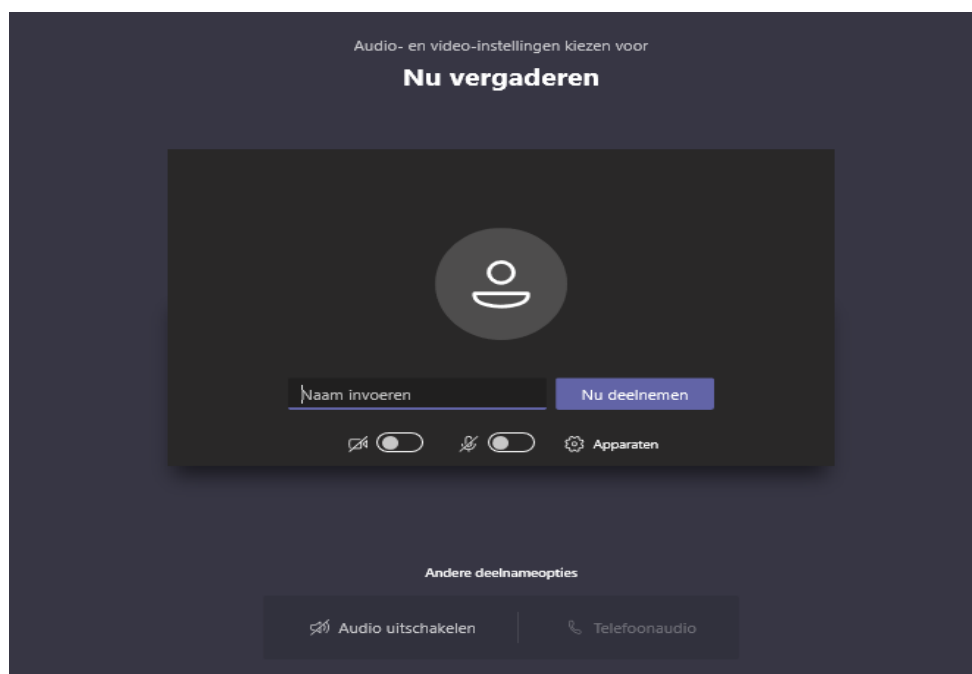 Audio- en video-instellingen kiezen voor
Nu vergaderen
Naam invoeren
Nu deelnemen
Apparaten
Andere deelnameopties
Audio uitschakelen
Telefoonaudio